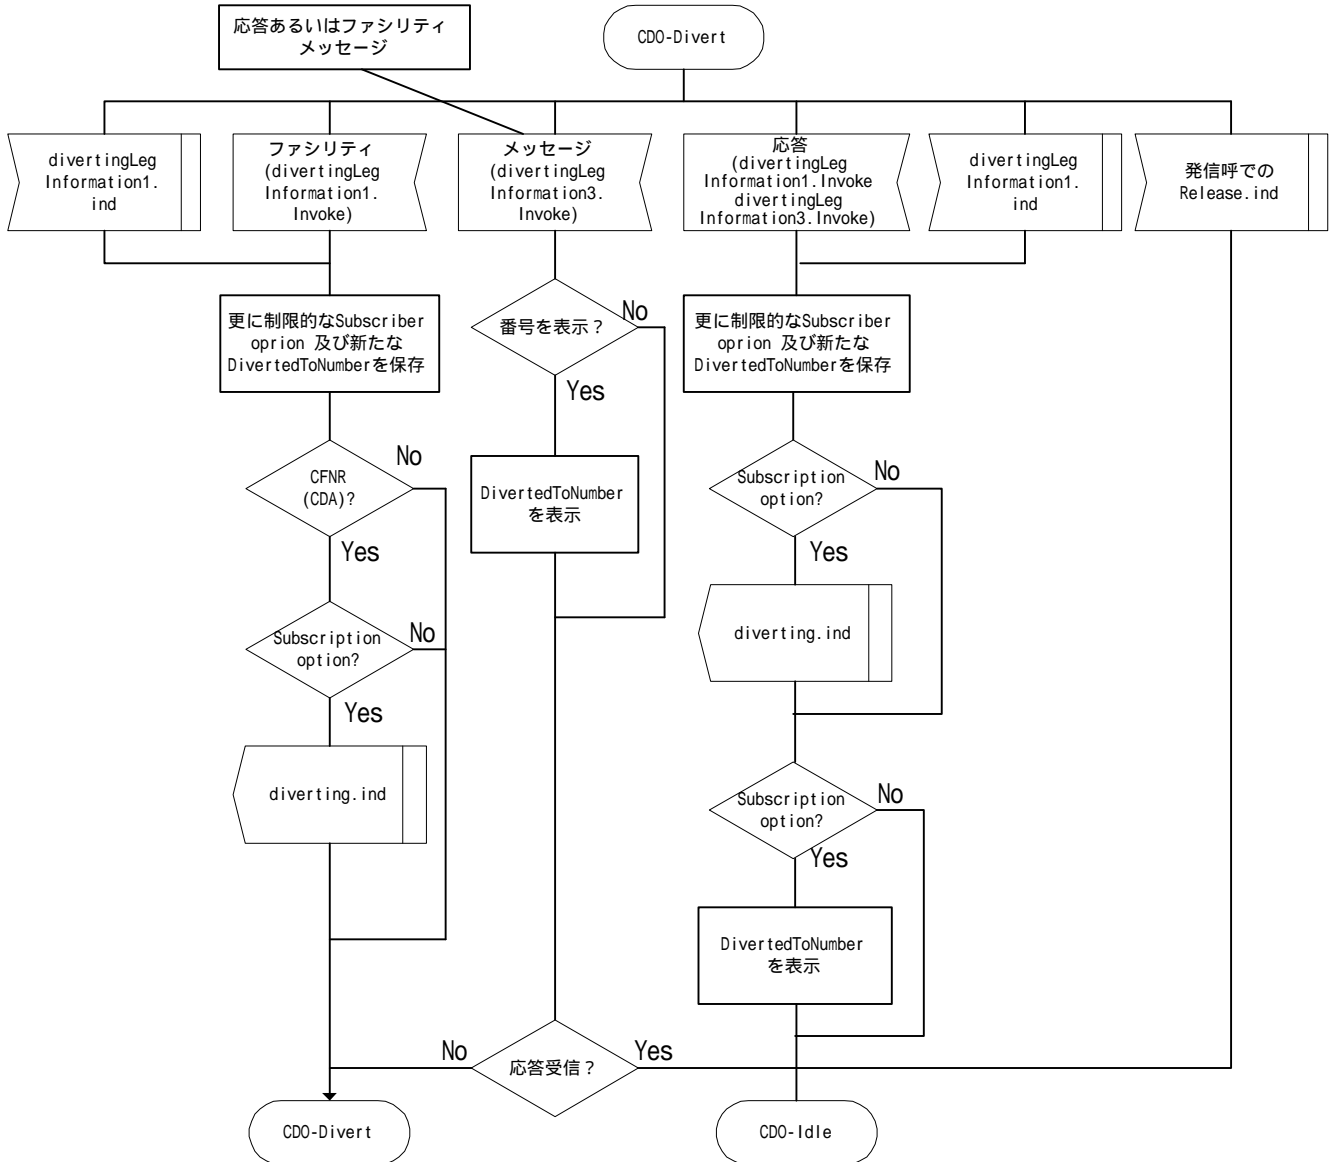 応答あるいはファシリティ
メッセージ
CDO-Divert
divertingLeg
Information1.
ind
ファシリティ
(divertingLeg
Information1.
Invoke)
メッセージ
(divertingLeg
Information3.
Invoke)
応答
(divertingLeg
Information1.Invoke
divertingLeg
Information3.Invoke)
divertingLeg
Information1.
ind
発信呼での
Release.ind
更に制限的なSubscriber
oprion 及び新たな
DivertedToNumberを保存
番号を表示？
No
Yes
更に制限的なSubscriber
oprion 及び新たな
DivertedToNumberを保存
CFNR
(CDA)?
No
Yes
DivertedToNumber
を表示
Subscription
option?
No
Yes
Subscription
option?
No
Yes
diverting.ind
diverting.ind
Subscription
option?
No
Yes
DivertedToNumber
を表示
応答受信？
No
Yes
CDO-Divert
CDO-Idle